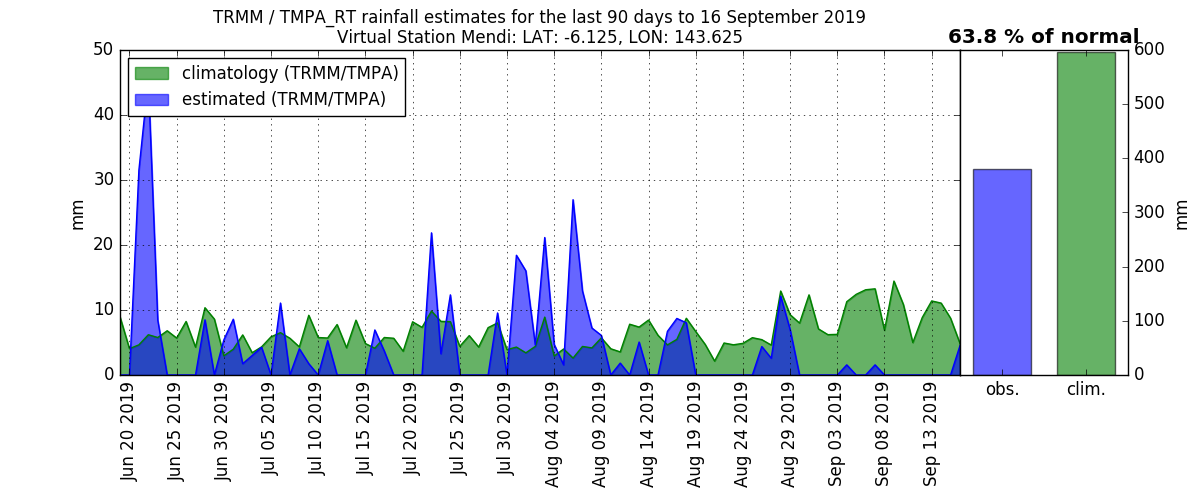 TRMM / TMPA_RT rainfall estimates for the last 90 days to 16 September 2019
Virtual Station Mendi: LAT: -6.125, LON: 143.625
63.8 % of normal
climatology (TRMM/TMPA)
estimated (TRMM/TMPA)
50
40
30
20
10
0
mm
600
500
400
300
200
100
0
mm
Jun 20 2019
Jun 25 2019
Jun 30 2019
Jul 05 2019
Jul 10 2019
Jul 15 2019
Jul 20 2019
Jul 25 2019
Jul 30 2019
Aug 04 2019
Aug 09 2019
Aug 14 2019
Aug 19 2019
Aug 24 2019
Aug 29 2019
Sep 03 2019
Sep 08 2019
Sep 13 2019
obs.
clim.